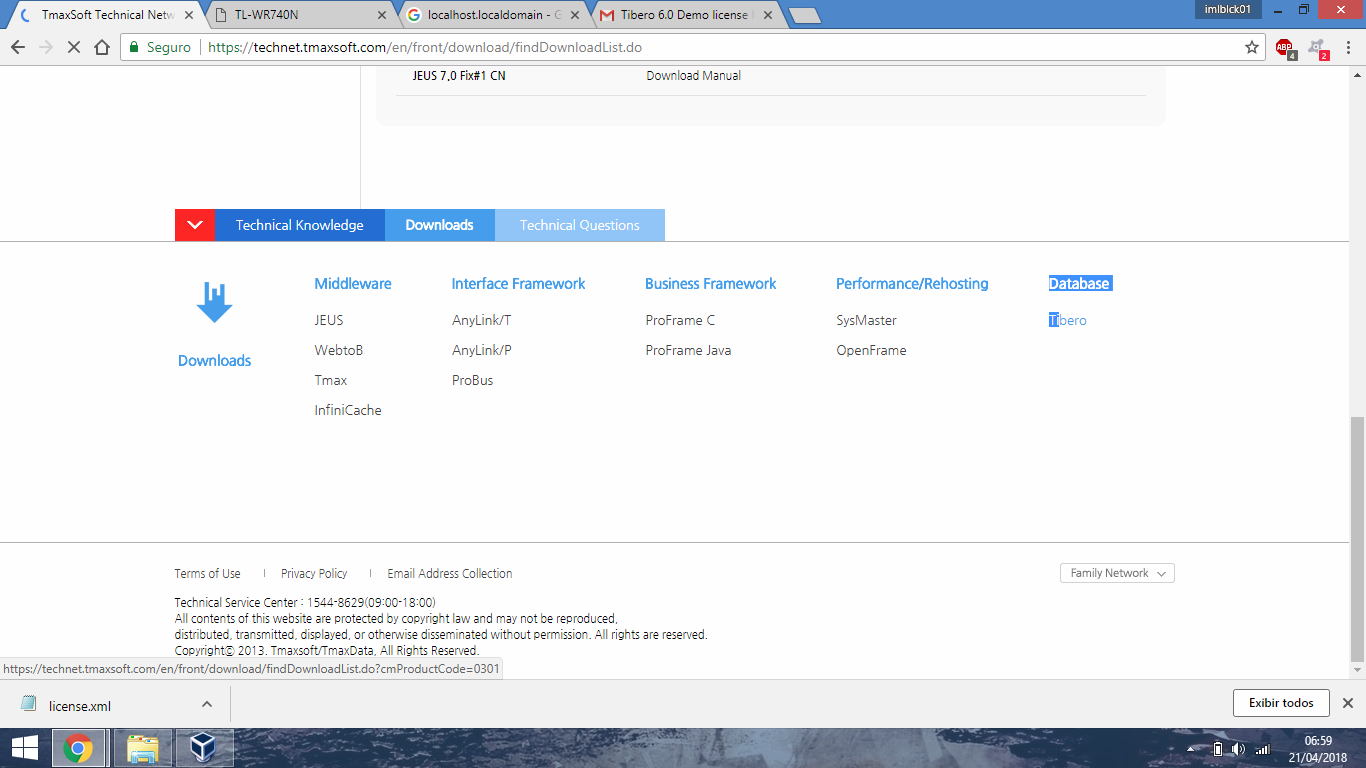 imlblck01
TmaxSoft Technical Netw
TL-WR740N
localhost.localdomain - G
Tibero 6.0 Demo license
Seguro
https://technet.tmaxsoft.com/en/front/download/findDownloadList.do
ABP
4
2
JEUS 7.0 Fix#1 CN Download Manual
Technical Knowledge Downloads Technical Questions
Downloads
Middleware
JEUS
WebtoB
Tmax
InfiniCache
Interface Framework
AnyLink/T
AnyLink/P
ProBus
Business Framework
ProFrame C
ProFrame Java
Performance/Rehosting
SysMaster
OpenFrame
Database
Tibero
Terms of Use | Privacy Policy | Email Address Collection
Family Network
Technical Service Center : 1544-8629(09:00-18:00)
All contents of this website are protected by copyright law and may not be reproduced,
distributed, transmitted, displayed, or otherwise disseminated without permission. All rights are reserved.
Copyright© 2013. Tmaxsoft/TmaxData, All Rights Reserved.
https://technet.tmaxsoft.com/en/front/download/findDownloadList.do?cmProductCode=0301
license.xml
Exibir todos
06:59
21/04/2018